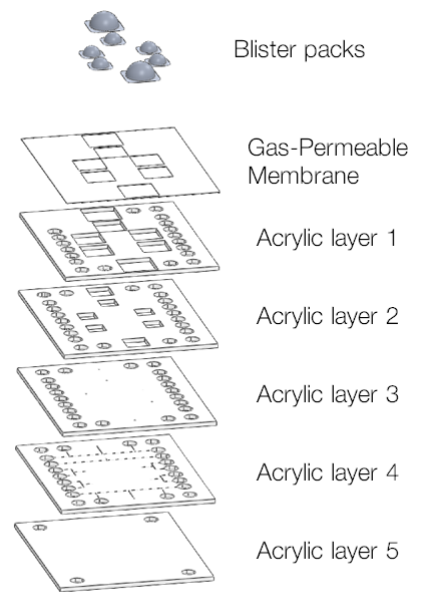 Blister packs
Gas-Permeable
Membrane
Acrylic layer 1
Acrylic layer 2
Acrylic layer 3
Acrylic layer 4
Acrylic layer 5